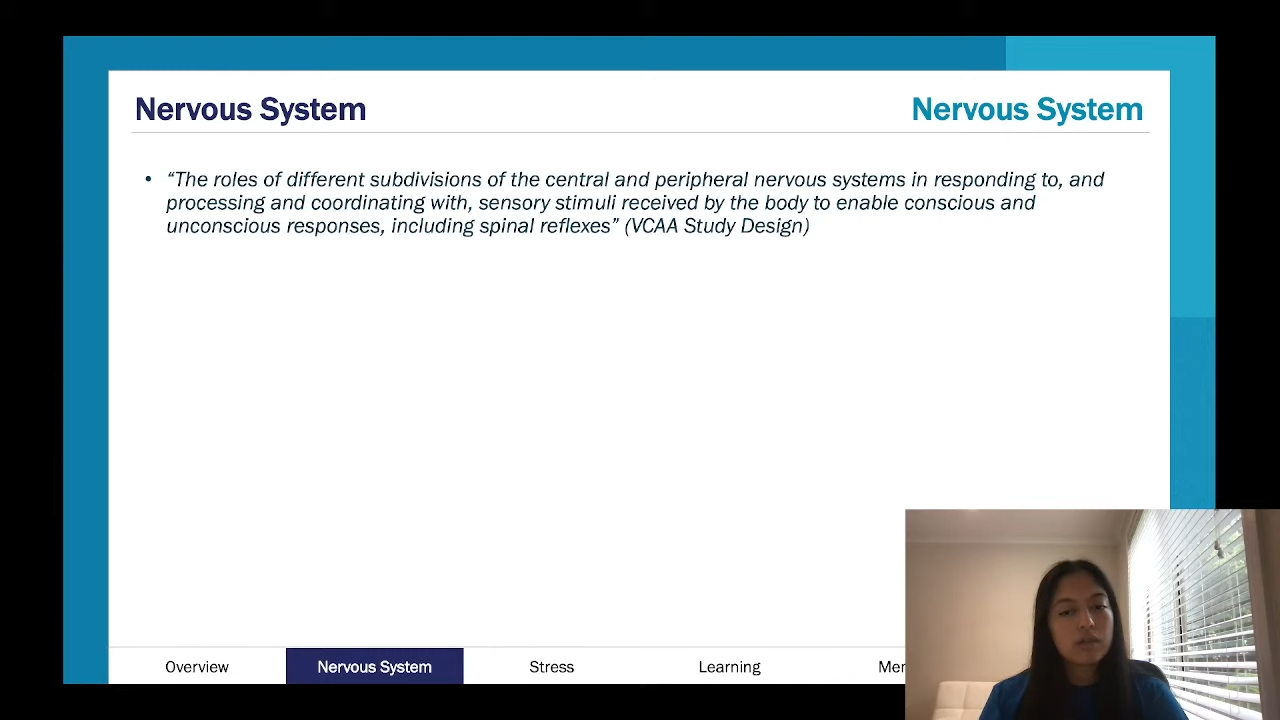 Nervous System
Nervous System
• “The roles of different subdivisions of the central and peripheral nervous systems in responding to, and
processing and coordinating with, sensory stimuli received by the body to enable conscious and
unconscious responses, including spinal reflexes” (VCAA Study Design)
Overview
Nervous System
Stress
Learning